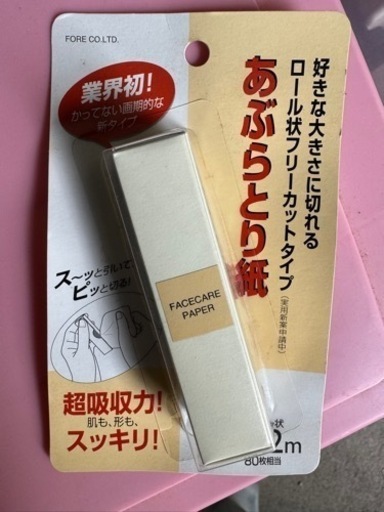 FORE CO.LTD.
業界初!
かつてない画期的な
新タイプ
好きな大きさに切れる
ロール状フリーカットタイプ
(実用新案申請中)
あぶらとり紙
ス〜ッと引いて、
ピッと切る!
FACECARE
PAPER
超吸収力!
肌も、形も、
スッキリ!
状
2m
80枚相当